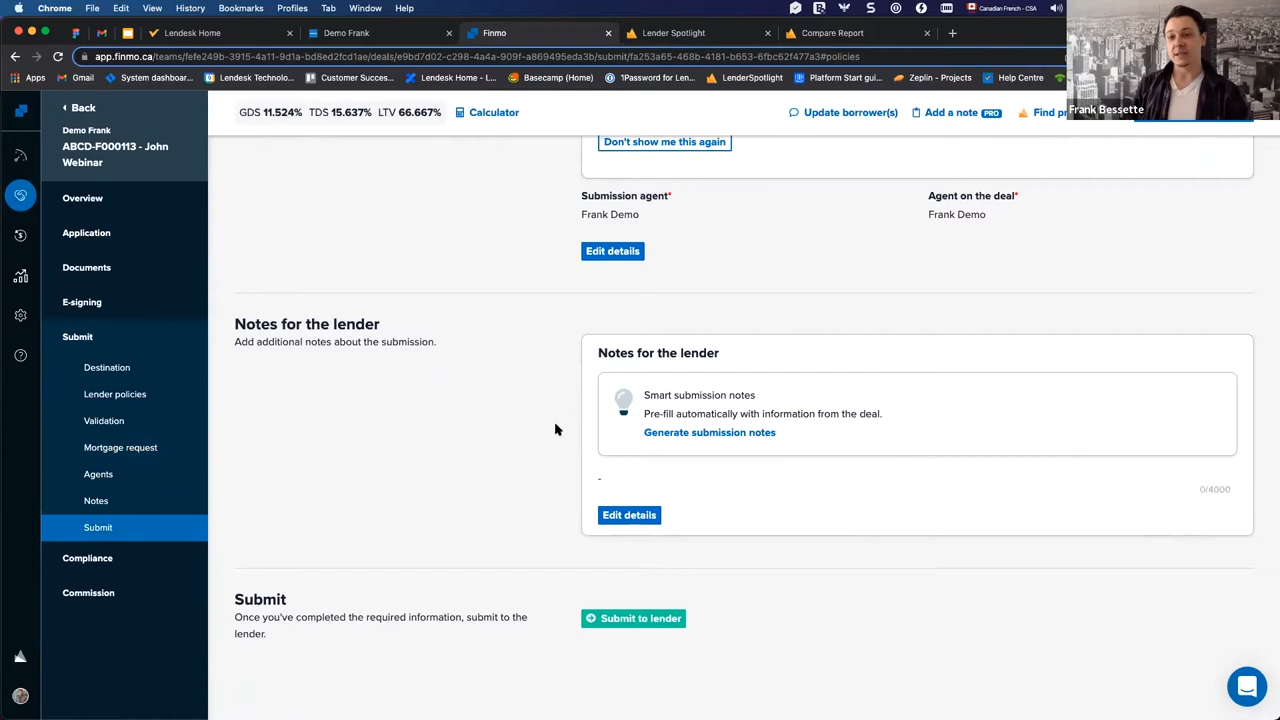 Chrome File Edit View History Bookmarks Profiles Tab Window Help Canadian French - CSA
Lendesk Home Demo Frank Finmo Lender Spotlight Compare Report
app.finmo.ca/teams/fefe249b-3915-4a11-9d1a-bd8ed2fcd1ae/deals/e9bd7d02-c298-4a4a-909f-a869495eda3b/submit/fa253a65-468b-4181-b653-6fbc62f477a3#policies
Apps Gmail System dashboar... Lendesk Technolo... Customer Succes... Lendesk Home - L... Basecamp (Home) 1Password for Len... LenderSpotlight Platform Start gui... Zeplin - Projects Help Centre
Frank Bessette
Back
Demo Frank
ABCD-F000113 - John
Webinar
Overview
Application
Documents
E-signing
Submit
Destination
Lender policies
Validation
Mortgage request
Agents
Notes
Submit
Compliance
Commission
GDS 11.524% TDS 15.637% LTV 66.667% Calculator
Update borrower(s) Add a note PRO Find pr
Don't show me this again
Submission agent* Agent on the deal*
Frank Demo Frank Demo
Edit details
Notes for the lender
Add additional notes about the submission.
Notes for the lender
Smart submission notes
Pre-fill automatically with information from the deal.
Generate submission notes
-
0/4000
Edit details
Submit
Once you've completed the required information, submit to the
lender.
Submit to lender